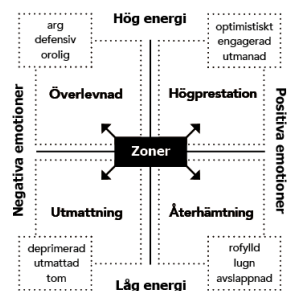 Hög energi
arg
defensiv
orolig
optimistiskt
engagerad
utmanad
Överlevnad
Högprestation
Negativa emotioner
Zoner
Positiva emotioner
Utmattning
Återhämtning
deprimerad
utmattad
tom
rofylld
lugn
avslappnad
Låg energi